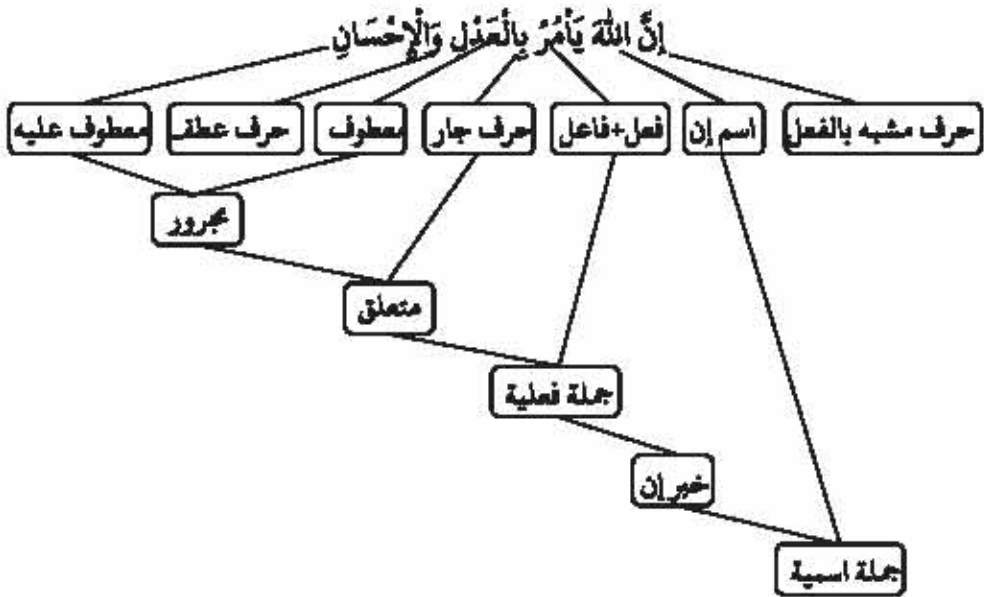 إِنَّ اللهَ يَأْمُرُ بِالْعَدْلِ وَالْإِحْسَانِ
حرف مشبه بالفعل اسم إن فعل+فاعل حرف جار معطوف حرف عطف معطوف عليه
مجرور
متعلق
جملة فعلية
خبر إن
جملة اسمية